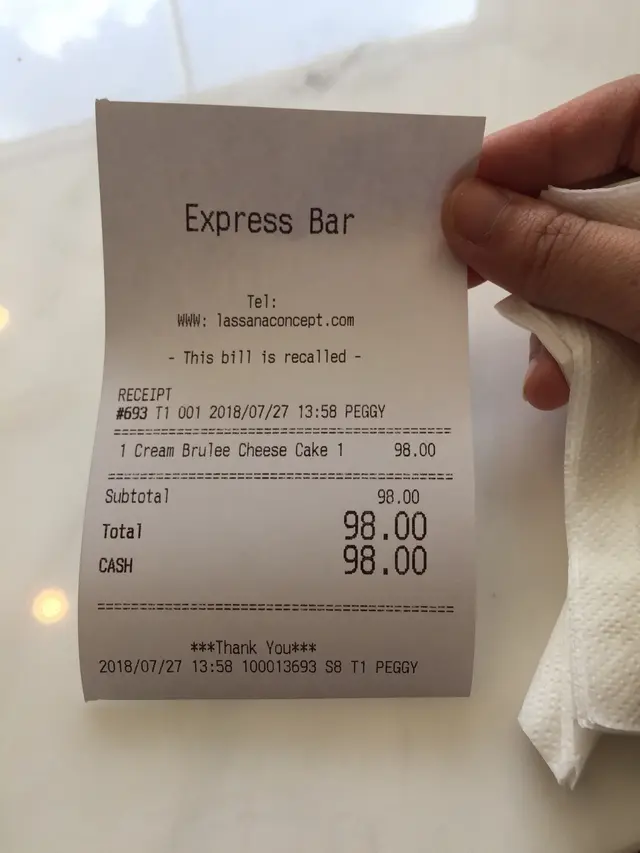 Express Bar
Tel:
WWW: lassanaconcept.com
- This bill is recalled -
RECEIPT
#693 T1 001 2018/07/27 13:58 PEGGY
==========================================
1 Cream Brulee Cheese Cake 1 98.00
==========================================
Subtotal 98.00
Total 98.00
CASH 98.00
==========================================
***Thank You***
2018/07/27 13:58 100013693 S8 T1 PEGGY